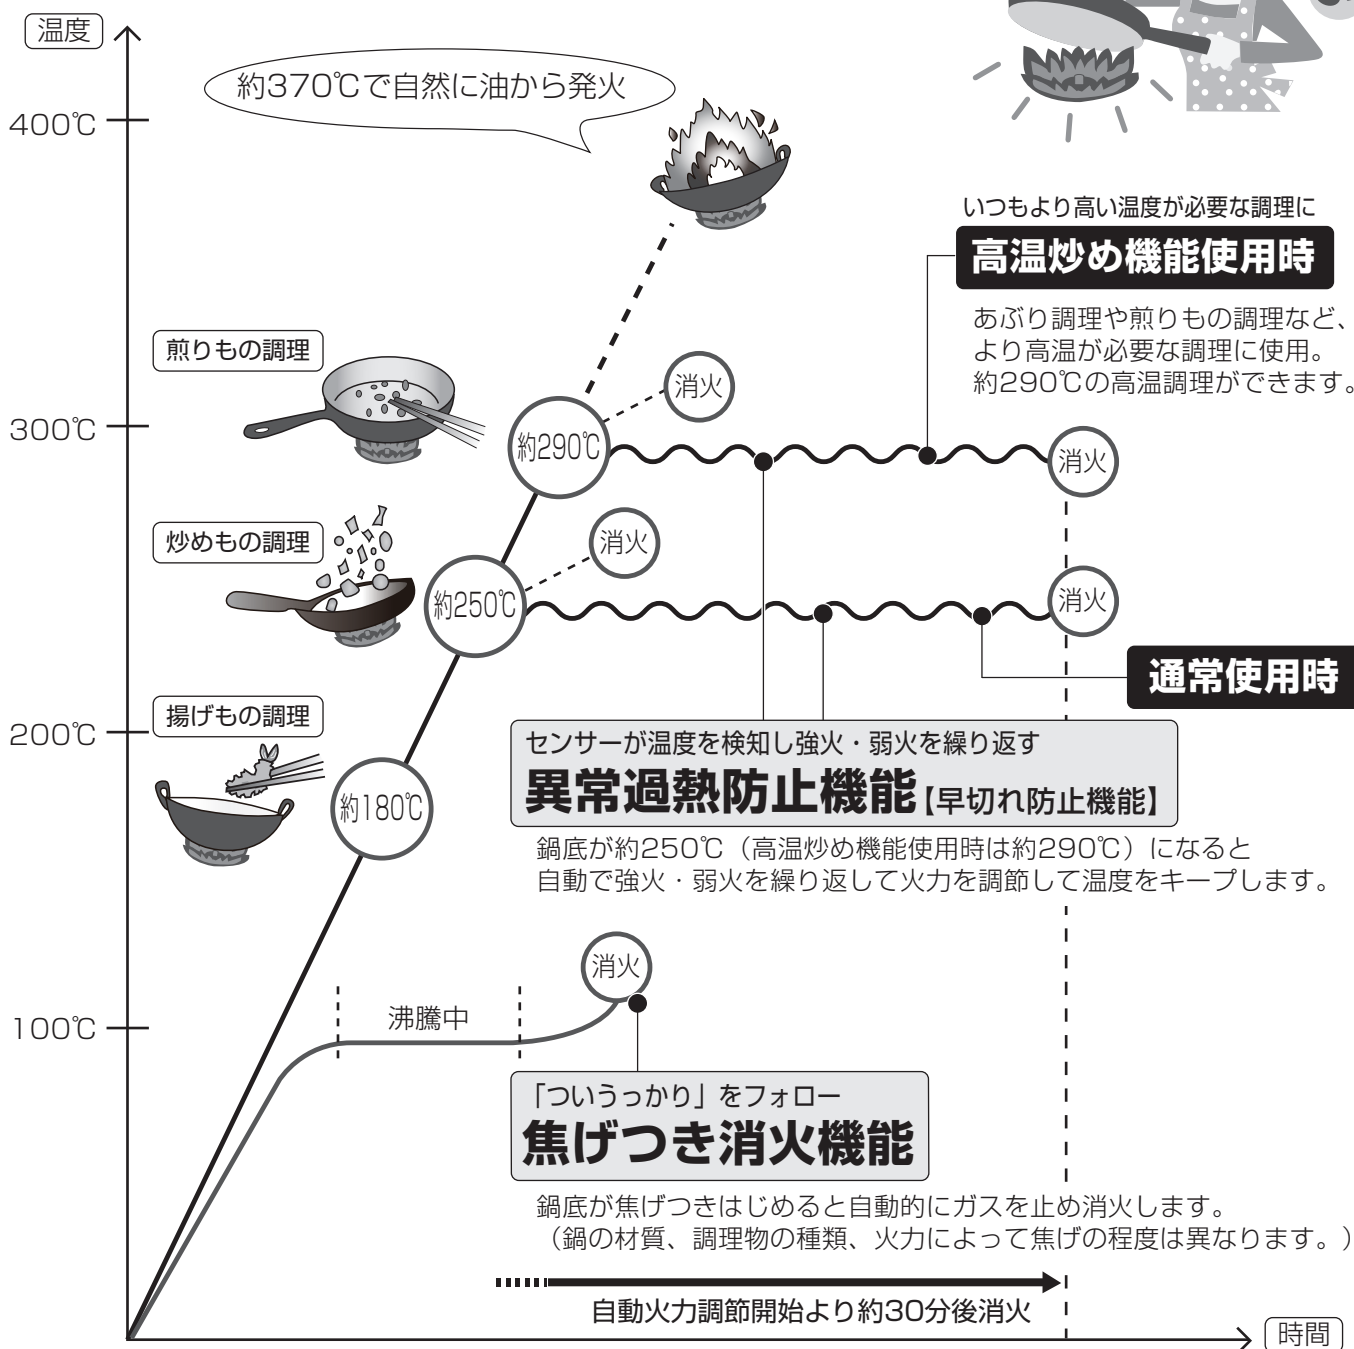 温度
約370℃で自然に油から発火
400℃
いつもより高い温度が必要な調理に
高温炒め機能使用時
あぶり調理や煎りもの調理など、
より高温が必要な調理に使用。
約290℃の高温調理ができます。
煎りもの調理
消火
300℃
約290℃
消火
炒めもの調理
消火
約250℃
消火
通常使用時
揚げもの調理
200℃
約180℃
センサーが温度を検知し強火・弱火を繰り返す
異常過熱防止機能【早切れ防止機能】
鍋底が約250℃（高温炒め機能使用時は約290℃）になると
自動で強火・弱火を繰り返して火力を調節して温度をキープします。
消火
沸騰中
100℃
「ついうっかり」をフォロー
焦げつき消火機能
鍋底が焦げつきはじめると自動的にガスを止め消火します。
（鍋の材質、調理物の種類、火力によって焦げの程度は異なります。）
自動火力調節開始より約30分後消火
時間